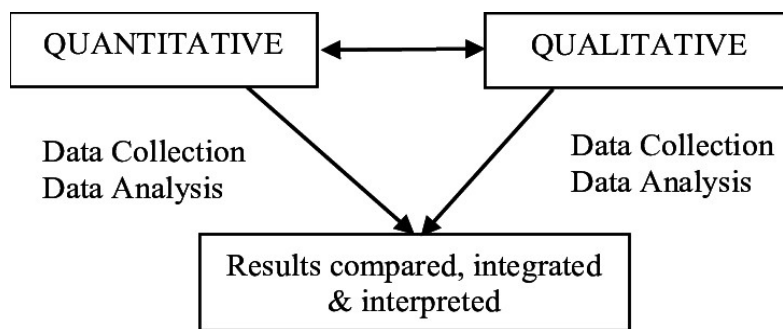 QUANTITATIVE
QUALITATIVE
Data Collection
Data Analysis
Data Collection
Data Analysis
Results compared, integrated
& interpreted